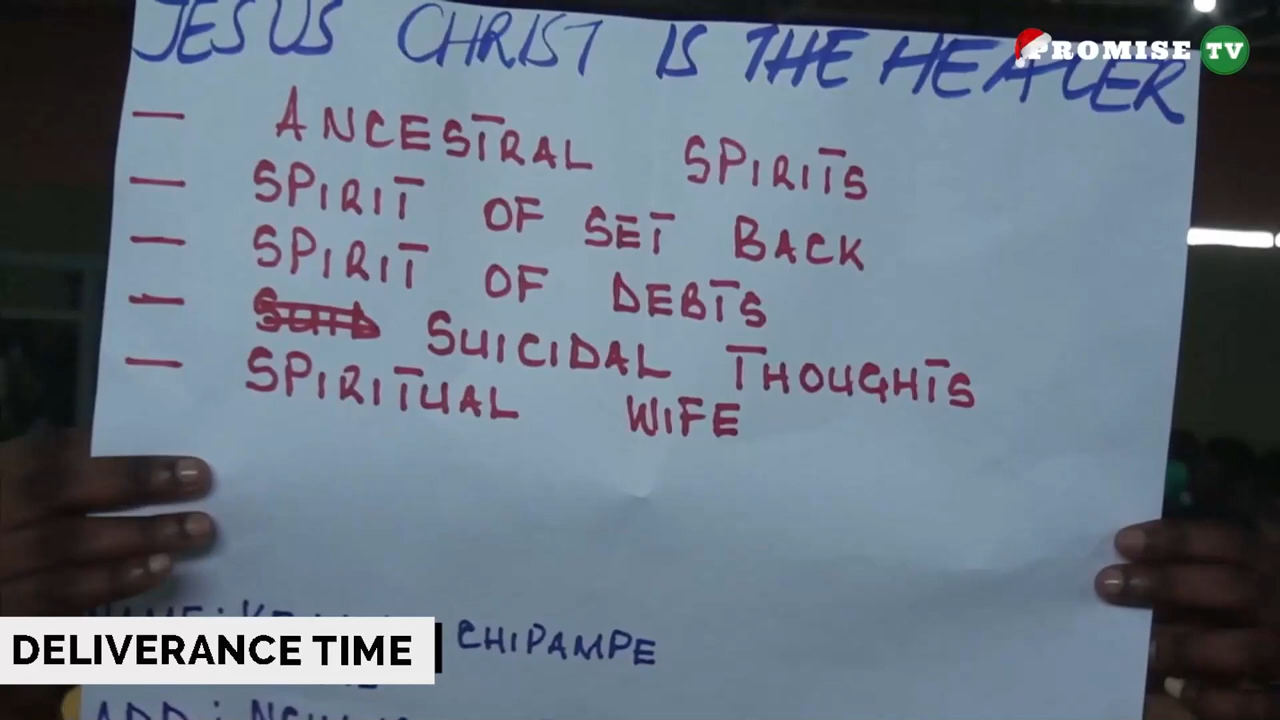 JESUS CHRIST IS THE HEALER
PROMISE TV
— ANCESTRAL SPIRITS
— SPIRIT OF SET BACK
— SPIRIT OF DEBTS
— SUICIDAL THOUGHTS
— SPIRITUAL WIFE
CHIPAMPE
DELIVERANCE TIME
ADD: